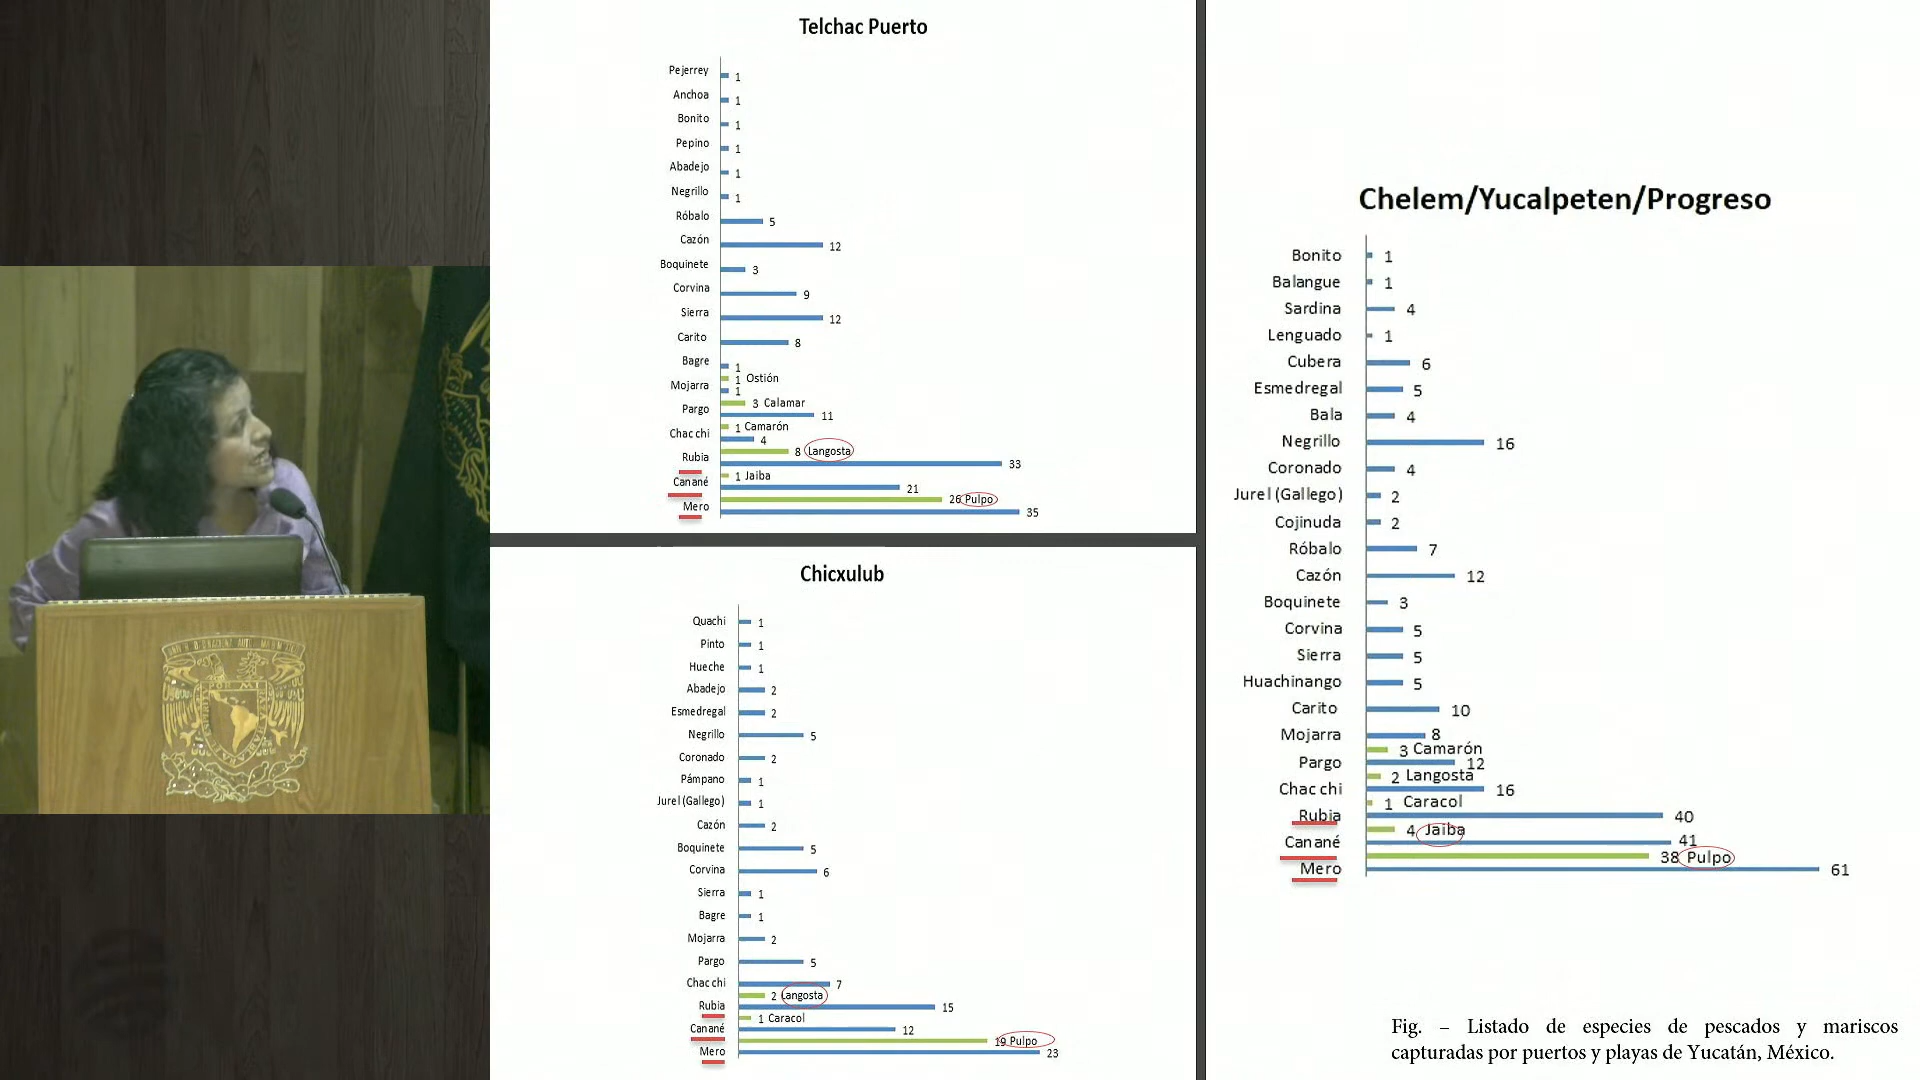 Telchac Puerto
Pejerrey 1
Anchoa 1
Bonito 1
Pepino 1
Abadejo 1
Negrillo 1
Róbalo 5
Cazón 12
Boquinete 3
Corvina 9
Sierra 12
Carito 8
Bagre 1
1 Ostión
Mojarra 1
3 Calamar
Pargo 11
1 Camarón
Chac chi 4
8 Langosta
Rubia 33
1 Jaiba
Canané 21
26 Pulpo
Mero 35
Chicxulub
Quachi 1
Pinto 1
Hueche 1
Abadejo 2
Esmedregal 2
Negrillo 5
Coronado 2
Pámpano 1
Jurel (Gallego) 1
Cazón 2
Boquinete 5
Corvina 6
Sierra 1
Bagre 1
Mojarra 2
Pargo 5
Chac chi 7
2 Langosta
Rubia 15
1 Caracol
Canané 12
19 Pulpo
Mero 23
Chelem/Yucalpeten/Progreso
Bonito 1
Balangue 1
Sardina 4
Lenguado 1
Cubera 6
Esmedregal 5
Bala 4
Negrillo 16
Coronado 4
Jurel (Gallego) 2
Cojinuda 2
Róbalo 7
Cazón 12
Boquinete 3
Corvina 5
Sierra 5
Huachinango 5
Carito 10
Mojarra 8
3 Camarón
Pargo 12
2 Langosta
Chac chi 16
1 Caracol
Rubia 40
4 Jaiba
Canané 41
38 Pulpo
Mero 61
Fig. – Listado de especies de pescados y mariscos
capturadas por puertos y playas de Yucatán, México.